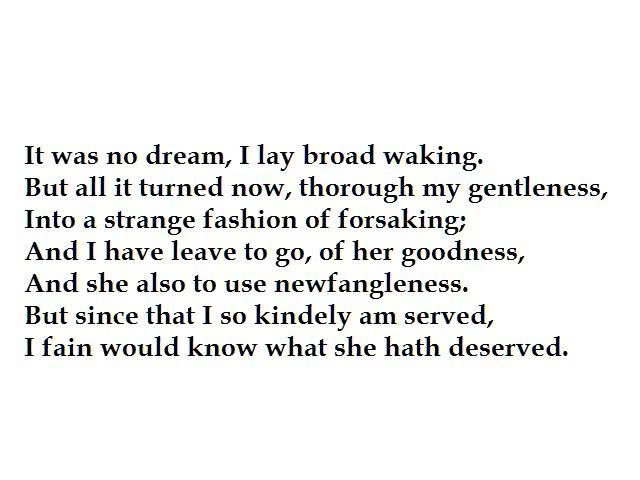 It was no dream, I lay broad waking.
But all it turned now, thorough my gentleness,
Into a strange fashion of forsaking;
And I have leave to go, of her goodness,
And she also to use newfangleness.
But since that I so kindely am served,
I fain would know what she hath deserved.